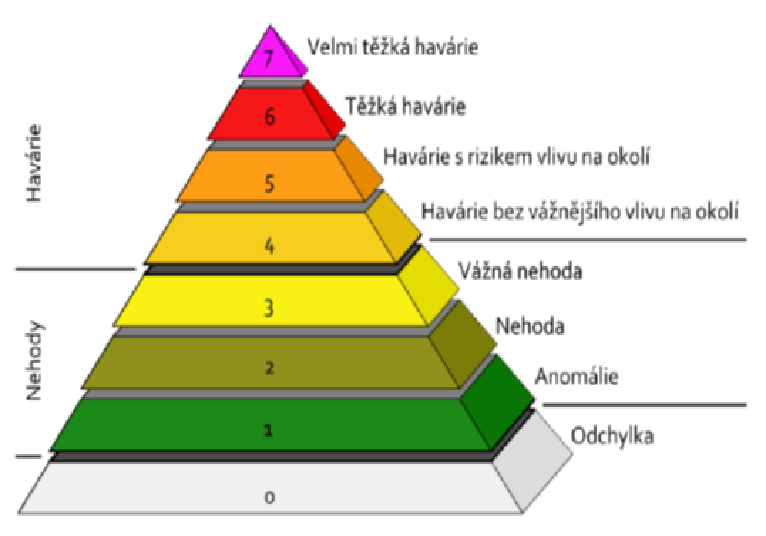 7 Velmi těžká havárie
6 Těžká havárie
5 Havárie s rizikem vlivu na okolí
4 Havárie bez vážnějšího vlivu na okolí
Havárie
3 Vážná nehoda
2 Nehoda
1 Anomálie
Nehody
0 Odchylka